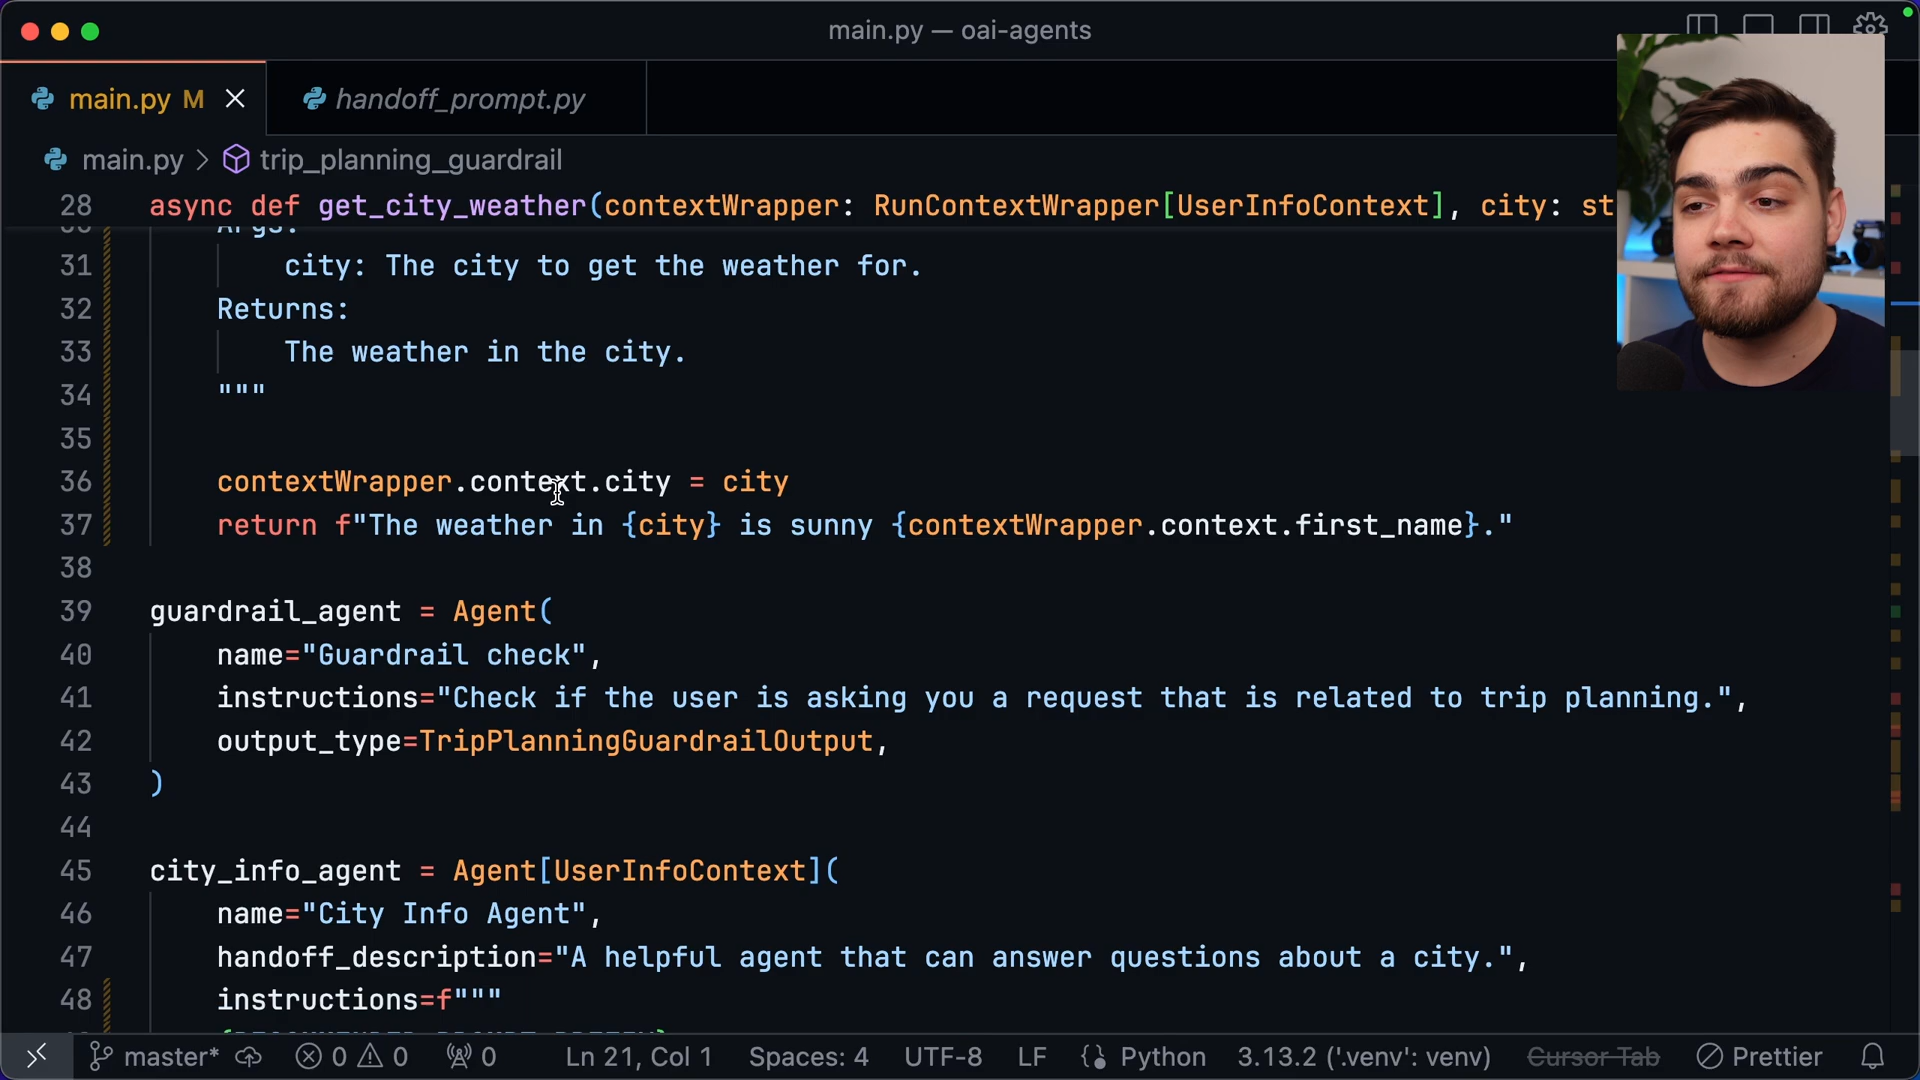 main.py — oai-agents
main.py M
handoff_prompt.py
main.py > trip_planning_guardrail
28 async def get_city_weather(contextWrapper: RunContextWrapper[UserInfoContext], city: st
Args:
31 city: The city to get the weather for.
32 Returns:
33 The weather in the city.
34 """
35
36 contextWrapper.context.city = city
37 return f"The weather in {city} is sunny {contextWrapper.context.first_name}."
38
39 guardrail_agent = Agent(
40 name="Guardrail check",
41 instructions="Check if the user is asking you a request that is related to trip planning.",
42 output_type=TripPlanningGuardrailOutput,
43 )
44
45 city_info_agent = Agent[UserInfoContext](
46 name="City Info Agent",
47 handoff_description="A helpful agent that can answer questions about a city.",
48 instructions=f"""
master* 0 0 0 Ln 21, Col 1 Spaces: 4 UTF-8 LF Python 3.13.2 ('.venv': venv) Cursor Tab Prettier